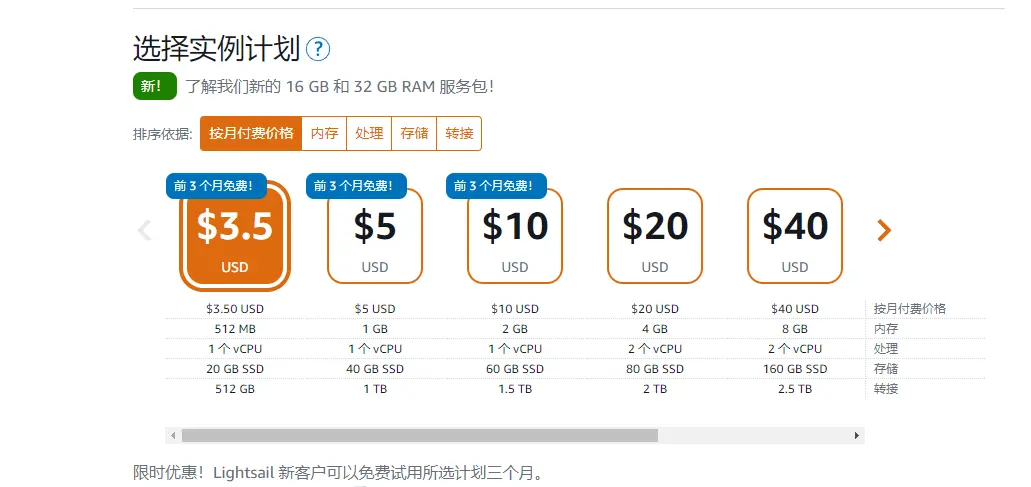 选择实例计划 ?
新! 了解我们新的 16 GB 和 32 GB RAM 服务包!
排序依据: 按月付费价格 内存 处理 存储 转接
前 3 个月免费! 前 3 个月免费! 前 3 个月免费!
$3.5 $5 $10 $20 $40
USD USD USD USD USD
$3.50 USD $5 USD $10 USD $20 USD $40 USD 按月付费价格
512 MB 1 GB 2 GB 4 GB 8 GB 内存
1 个 vCPU 1 个 vCPU 1 个 vCPU 2 个 vCPU 2 个 vCPU 处理
20 GB SSD 40 GB SSD 60 GB SSD 80 GB SSD 160 GB SSD 存储
512 GB 1 TB 1.5 TB 2 TB 2.5 TB 转接
限时优惠!Lightsail 新客户可以免费试用所选计划三个月。